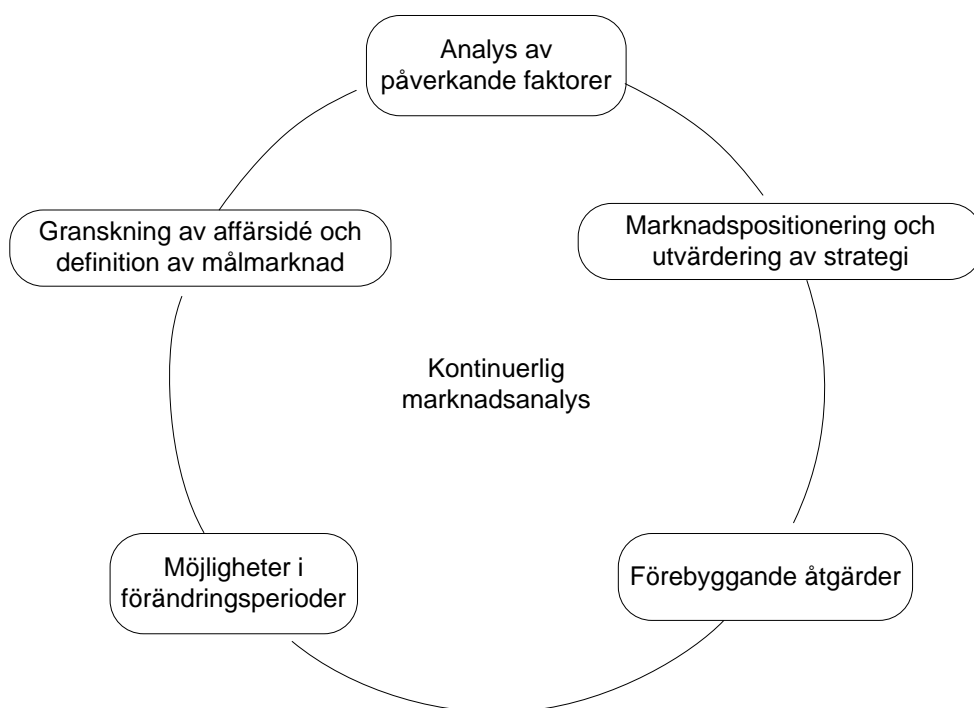 Analys av
påverkande faktorer
Granskning av affärsidé och
definition av målmarknad
Marknadspositionering och
utvärdering av strategi
Kontinuerlig
marknadsanalys
Möjligheter i
förändringsperioder
Förebyggande åtgärder